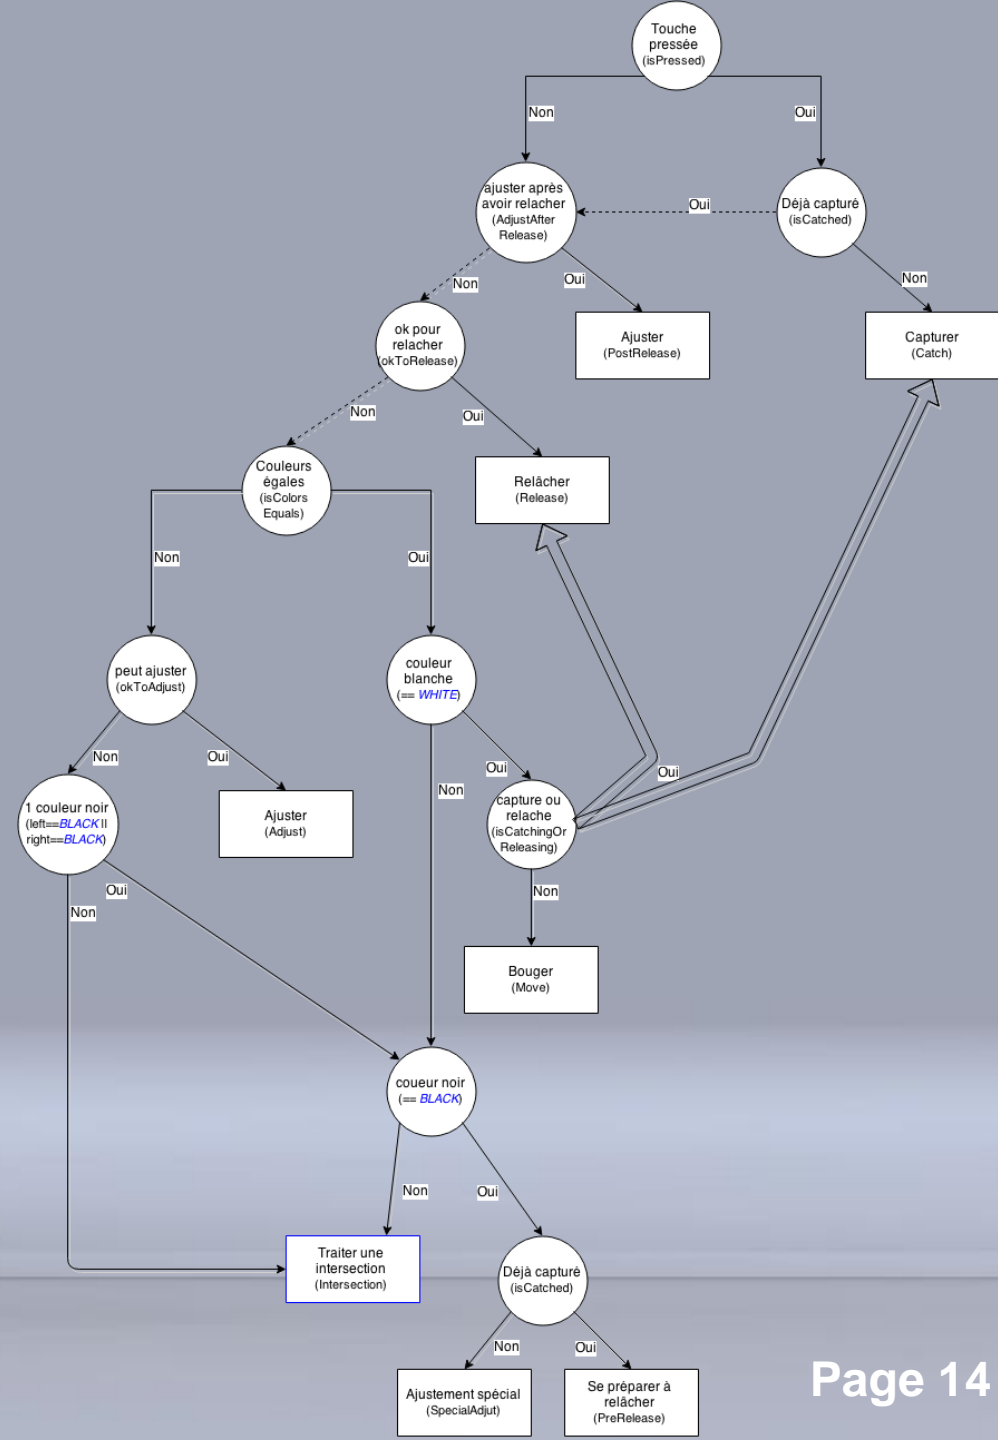 Touche
pressée
(isPressed)
Non
Oui
ajuster après
avoir relacher
(AdjustAfter
Release)
Oui
Déjà capturé
(isCatched)
Non
Oui
Non
ok pour
relacher
(okToRelease)
Ajuster
(PostRelease)
Capturer
(Catch)
Non
Oui
Couleurs
égales
(isColors
Equals)
Relâcher
(Release)
Non
Oui
peut ajuster
(okToAdjust)
couleur
blanche
(== WHITE)
Non
Oui
Oui
Oui
Non
1 couleur noir
(left==BLACK II
right==BLACK)
Ajuster
(Adjust)
capture ou
relache
(isCatchingOr
Releasing)
Oui
Non
Non
Bouger
(Move)
coueur noir
(== BLACK)
Non
Oui
Traiter une
intersection
(Intersection)
Déjà capturé
(isCatched)
Non
Oui
Ajustement spécial
(SpecialAdjut)
Se préparer à
relâcher
(PreRelease)
Page 14